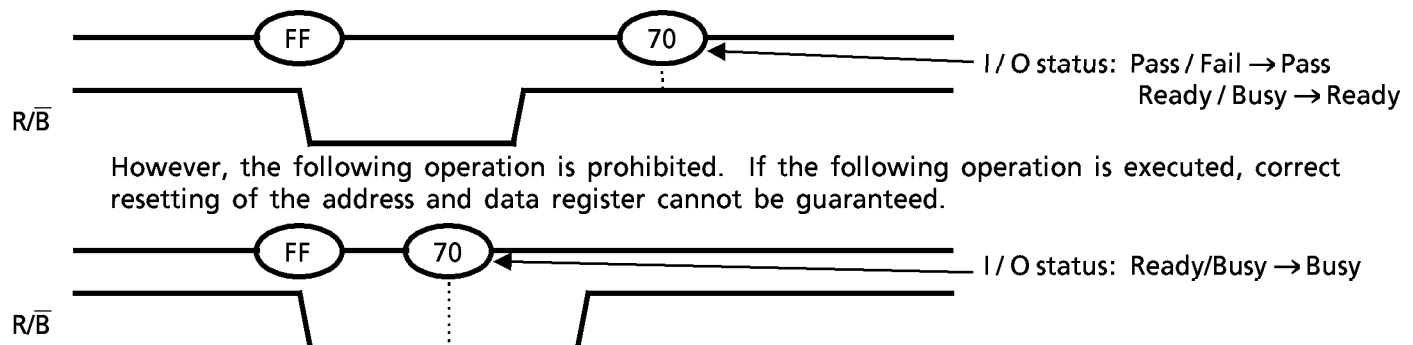 FF 70
I/O status: Pass/Fail → Pass
Ready/Busy → Ready
R/B̅
However, the following operation is prohibited. If the following operation is executed, correct
resetting of the address and data register cannot be guaranteed.
FF 70
I/O status: Ready/Busy → Busy
R/B̅